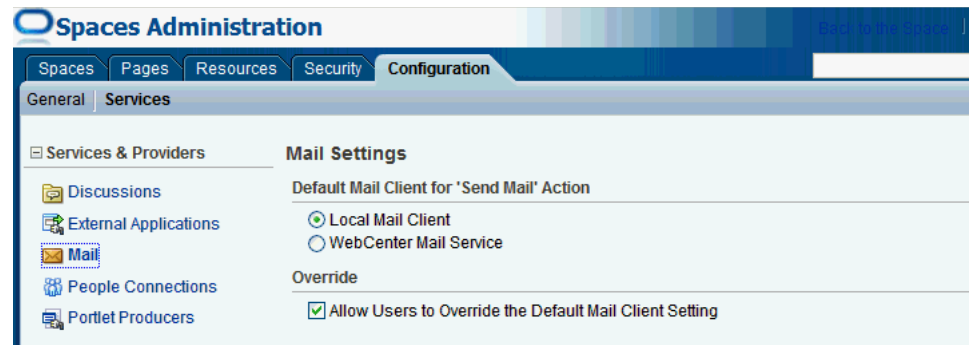 Spaces Administration
Back to the Space
Spaces Pages Resources Security Configuration
General Services
Services & Providers
Discussions
External Applications
Mail
People Connections
Portlet Producers
Mail Settings
Default Mail Client for 'Send Mail' Action
Local Mail Client
WebCenter Mail Service
Override
Allow Users to Override the Default Mail Client Setting